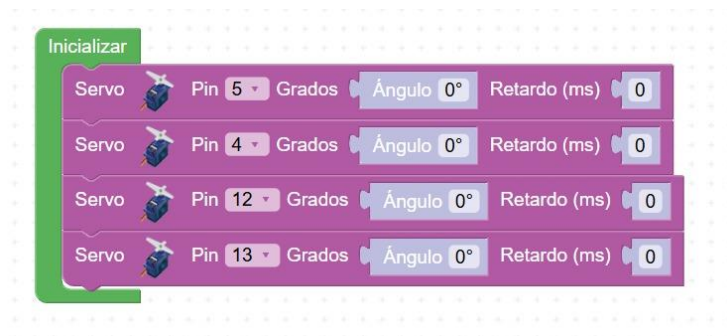 Inicializar
Servo Pin 5 Grados Ángulo 0° Retardo (ms) 0
Servo Pin 4 Grados Ángulo 0° Retardo (ms) 0
Servo Pin 12 Grados Ángulo 0° Retardo (ms) 0
Servo Pin 13 Grados Ángulo 0° Retardo (ms) 0